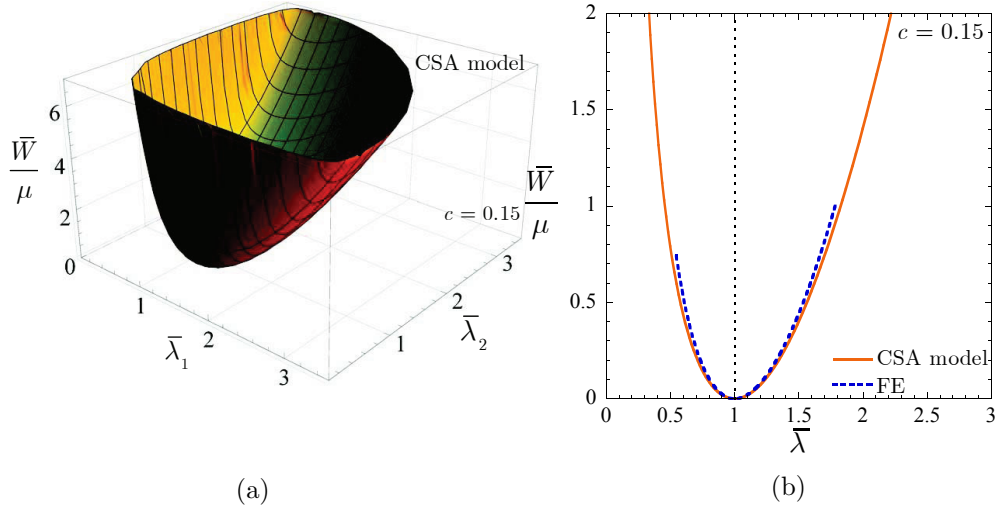 CSA model
6
4
2
0
W̄/μ
c = 0.15
1
2
3
λ̄₁
1
2
3
λ̄₂
(a)
2
1.5
1
0.5
0
W̄/μ
c = 0.15
CSA model
FE
0 0.5 1 1.5 2 2.5 3
λ̄
(b)